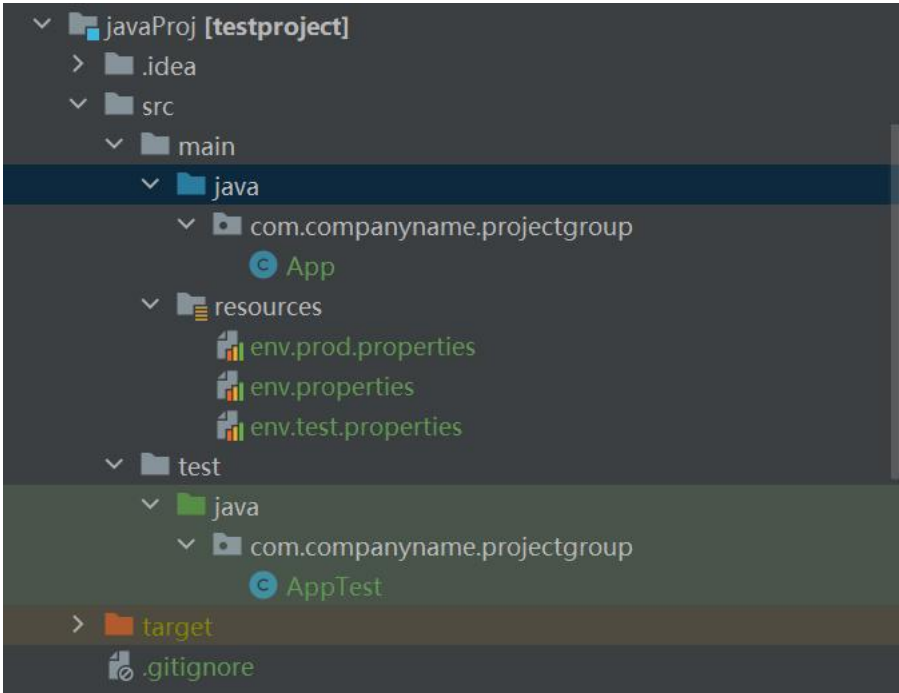 javaProj [testproject]
.idea
src
main
java
com.companyname.projectgroup
App
resources
env.prod.properties
env.properties
env.test.properties
test
java
com.companyname.projectgroup
AppTest
target
.gitignore